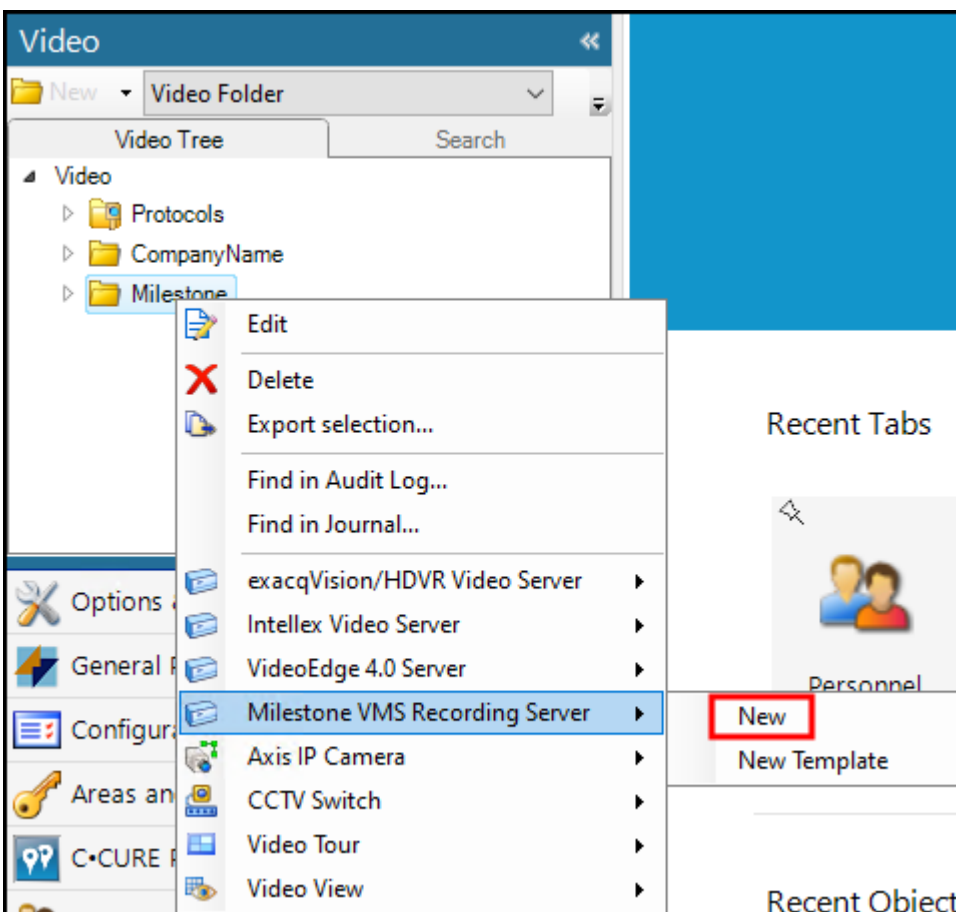 Video
New
Video Folder
Video Tree
Search
Video
Protocols
CompanyName
Milestone
Edit
Delete
Export selection...
Find in Audit Log...
Find in Journal...
exacqVision/HDVR Video Server
Intellex Video Server
VideoEdge 4.0 Server
Milestone VMS Recording Server
Axis IP Camera
CCTV Switch
Video Tour
Video View
New
New Template
Options
General
Configura
Areas an
C•CURE
Recent Tabs
Personnel
Recent Object